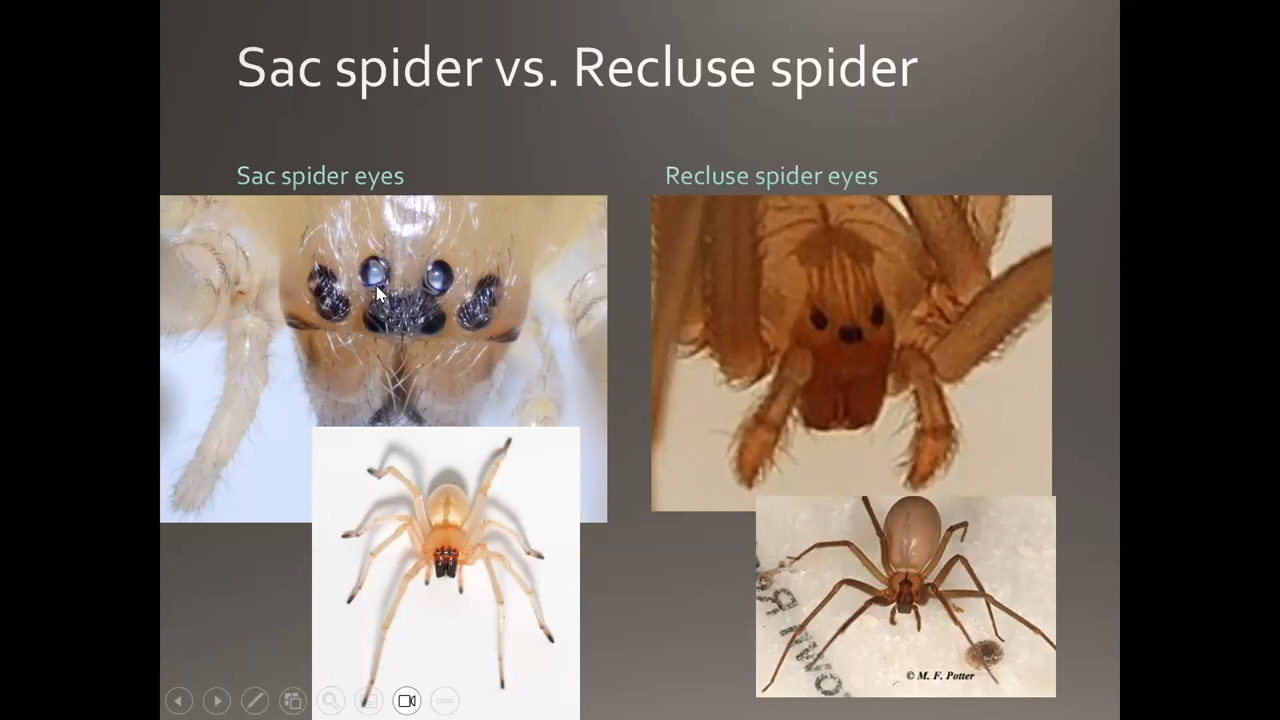 Sac spider vs. Recluse spider
Sac spider eyes
Recluse spider eyes
© M. F. Potter